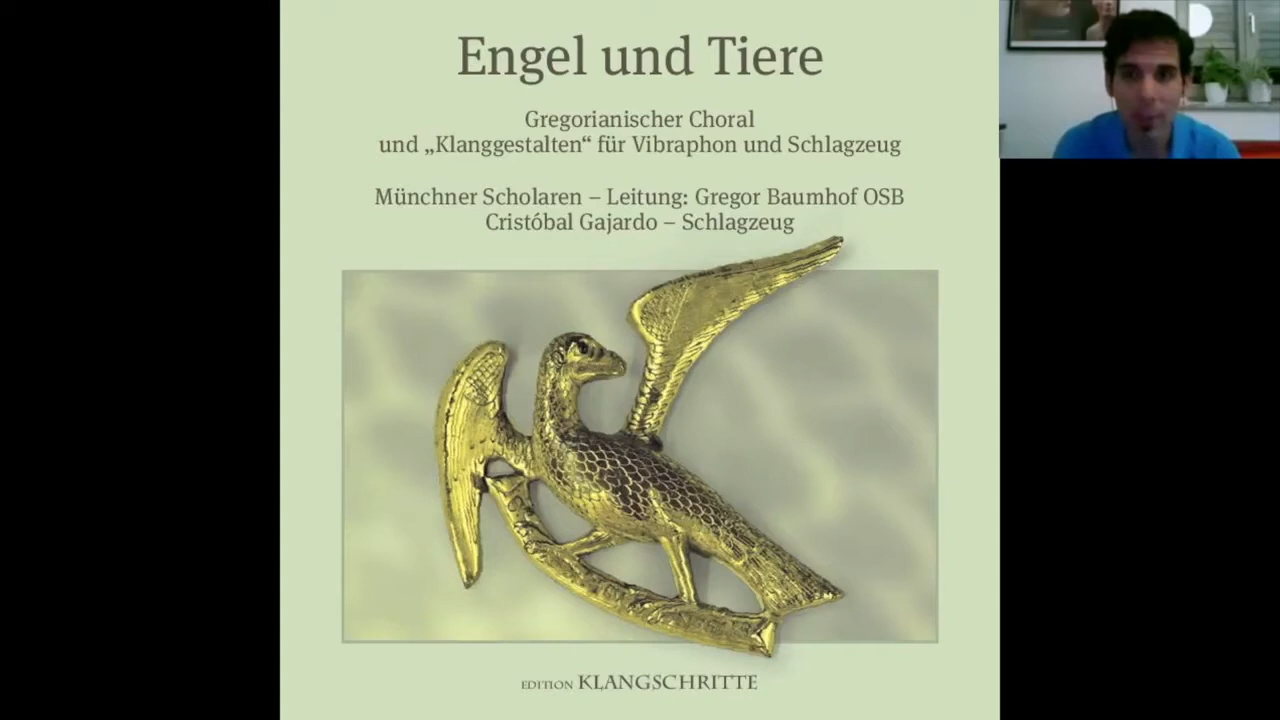 Engel und Tiere
Gregorianischer Choral
und „Klanggestalten“ für Vibraphon und Schlagzeug
Münchner Scholaren – Leitung: Gregor Baumhof OSB
Cristóbal Gajardo – Schlagzeug
EDITION KLANGSCHRITTE